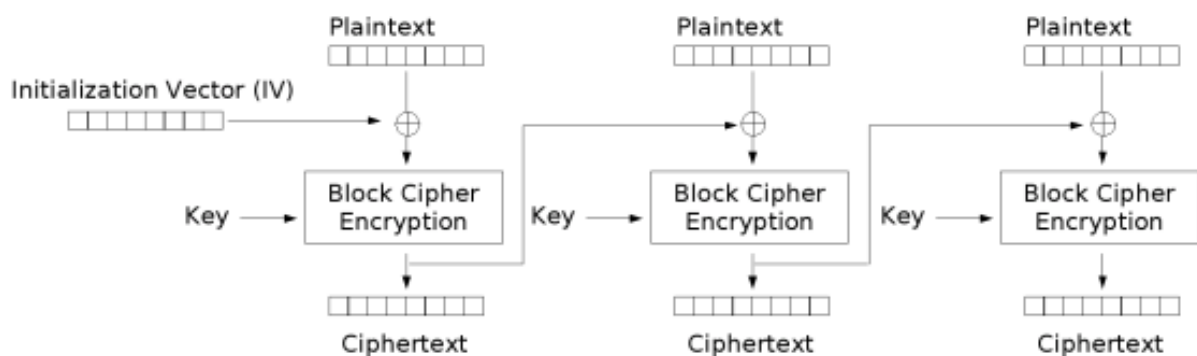 Plaintext
Plaintext
Plaintext
Initialization Vector (IV)
Key
Block Cipher
Encryption
Key
Block Cipher
Encryption
Key
Block Cipher
Encryption
Ciphertext
Ciphertext
Ciphertext